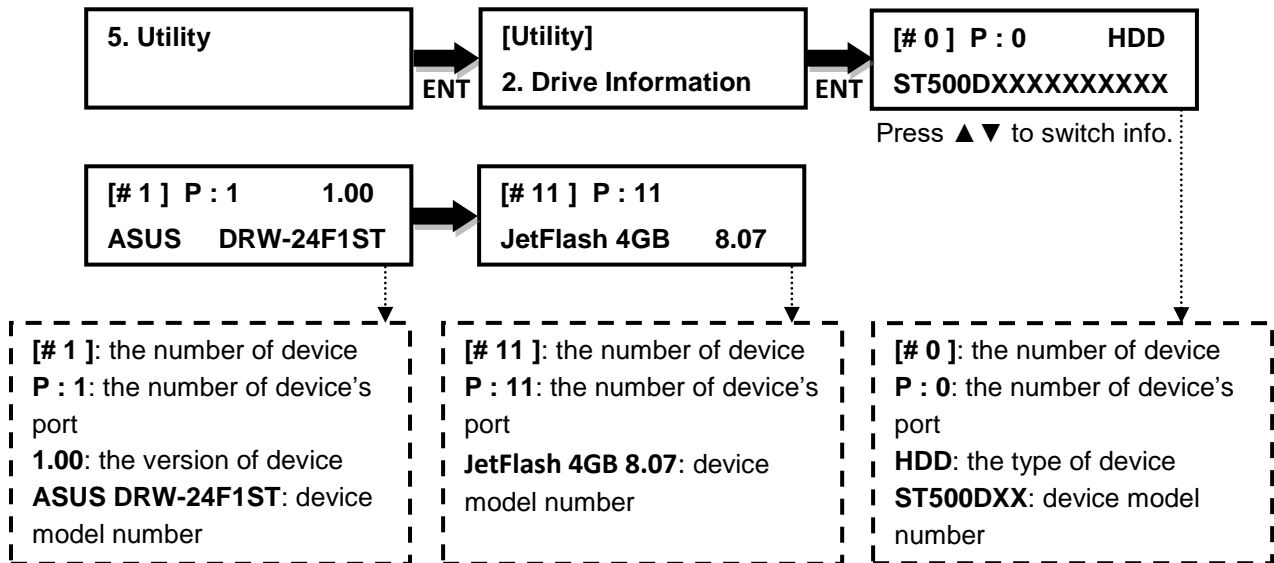 5. Utility
ENT
[Utility]
2. Drive Information
ENT
[# 0 ] P : 0 HDD
ST500DXXXXXXXXXX
Press ▲▼ to switch info.
[# 1 ] P : 1 1.00
ASUS DRW-24F1ST
[# 11 ] P : 11
JetFlash 4GB 8.07
[# 1 ]: the number of device
P : 1: the number of device’s
port
1.00: the version of device
ASUS DRW-24F1ST: device
model number
[# 11 ]: the number of device
P : 11: the number of device’s
port
JetFlash 4GB 8.07: device
model number
[# 0 ]: the number of device
P : 0: the number of device’s
port
HDD: the type of device
ST500DXX: device model
number